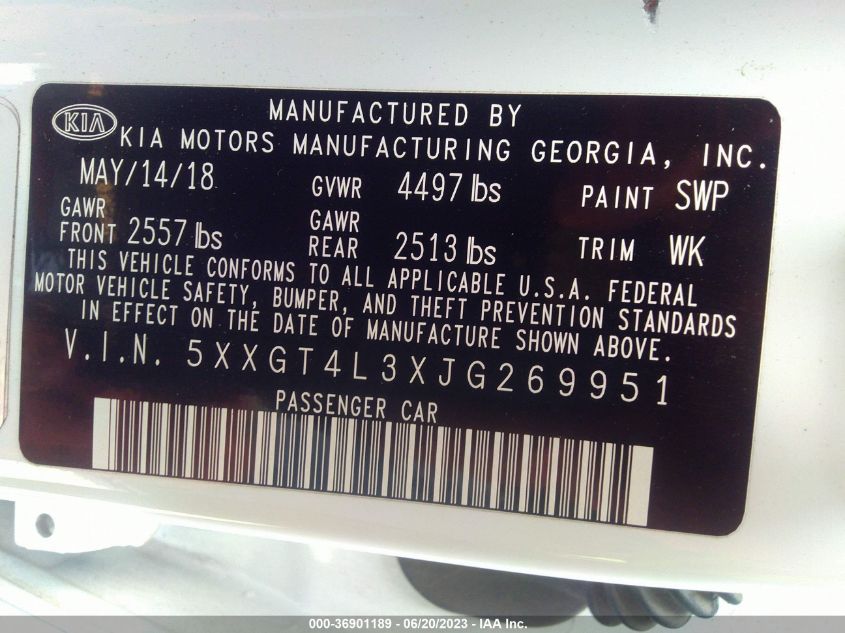 KIA
MANUFACTURED BY
KIA MOTORS MANUFACTURING GEORGIA, INC.
MAY/14/18 GVWR 4497 lbs PAINT SWP
GAWR FRONT 2557 lbs GAWR REAR 2513 lbs TRIM WK
THIS VEHICLE CONFORMS TO ALL APPLICABLE U.S.A. FEDERAL
MOTOR VEHICLE SAFETY, BUMPER, AND THEFT PREVENTION STANDARDS
IN EFFECT ON THE DATE OF MANUFACTURE SHOWN ABOVE.
V.I.N. 5XXGT4L3XJG269951
PASSENGER CAR
000-36901189 - 06/20/2023 - IAA Inc.